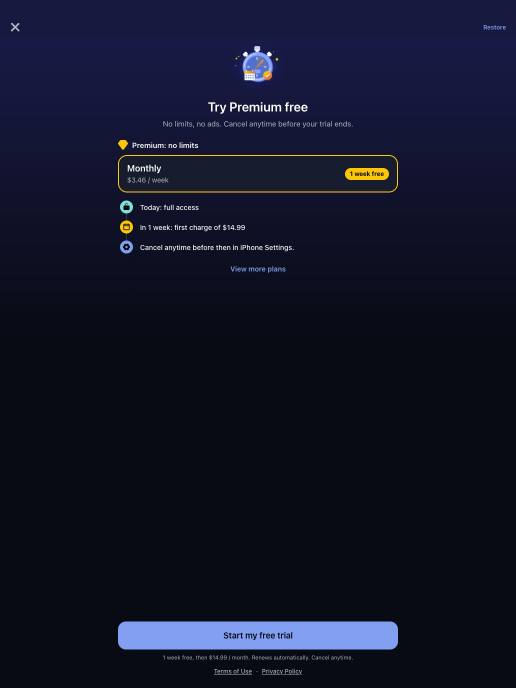 Restore
Try Premium free
No limits, no ads. Cancel anytime before your trial ends.
Premium: no limits
Monthly
$3.46 / week
1 week free
Today: full access
In 1 week: first charge of $14.99
Cancel anytime before then in iPhone Settings.
View more plans
Start my free trial
1 week free, then $14.99 / month. Renews automatically. Cancel anytime.
Terms of Use · Privacy Policy